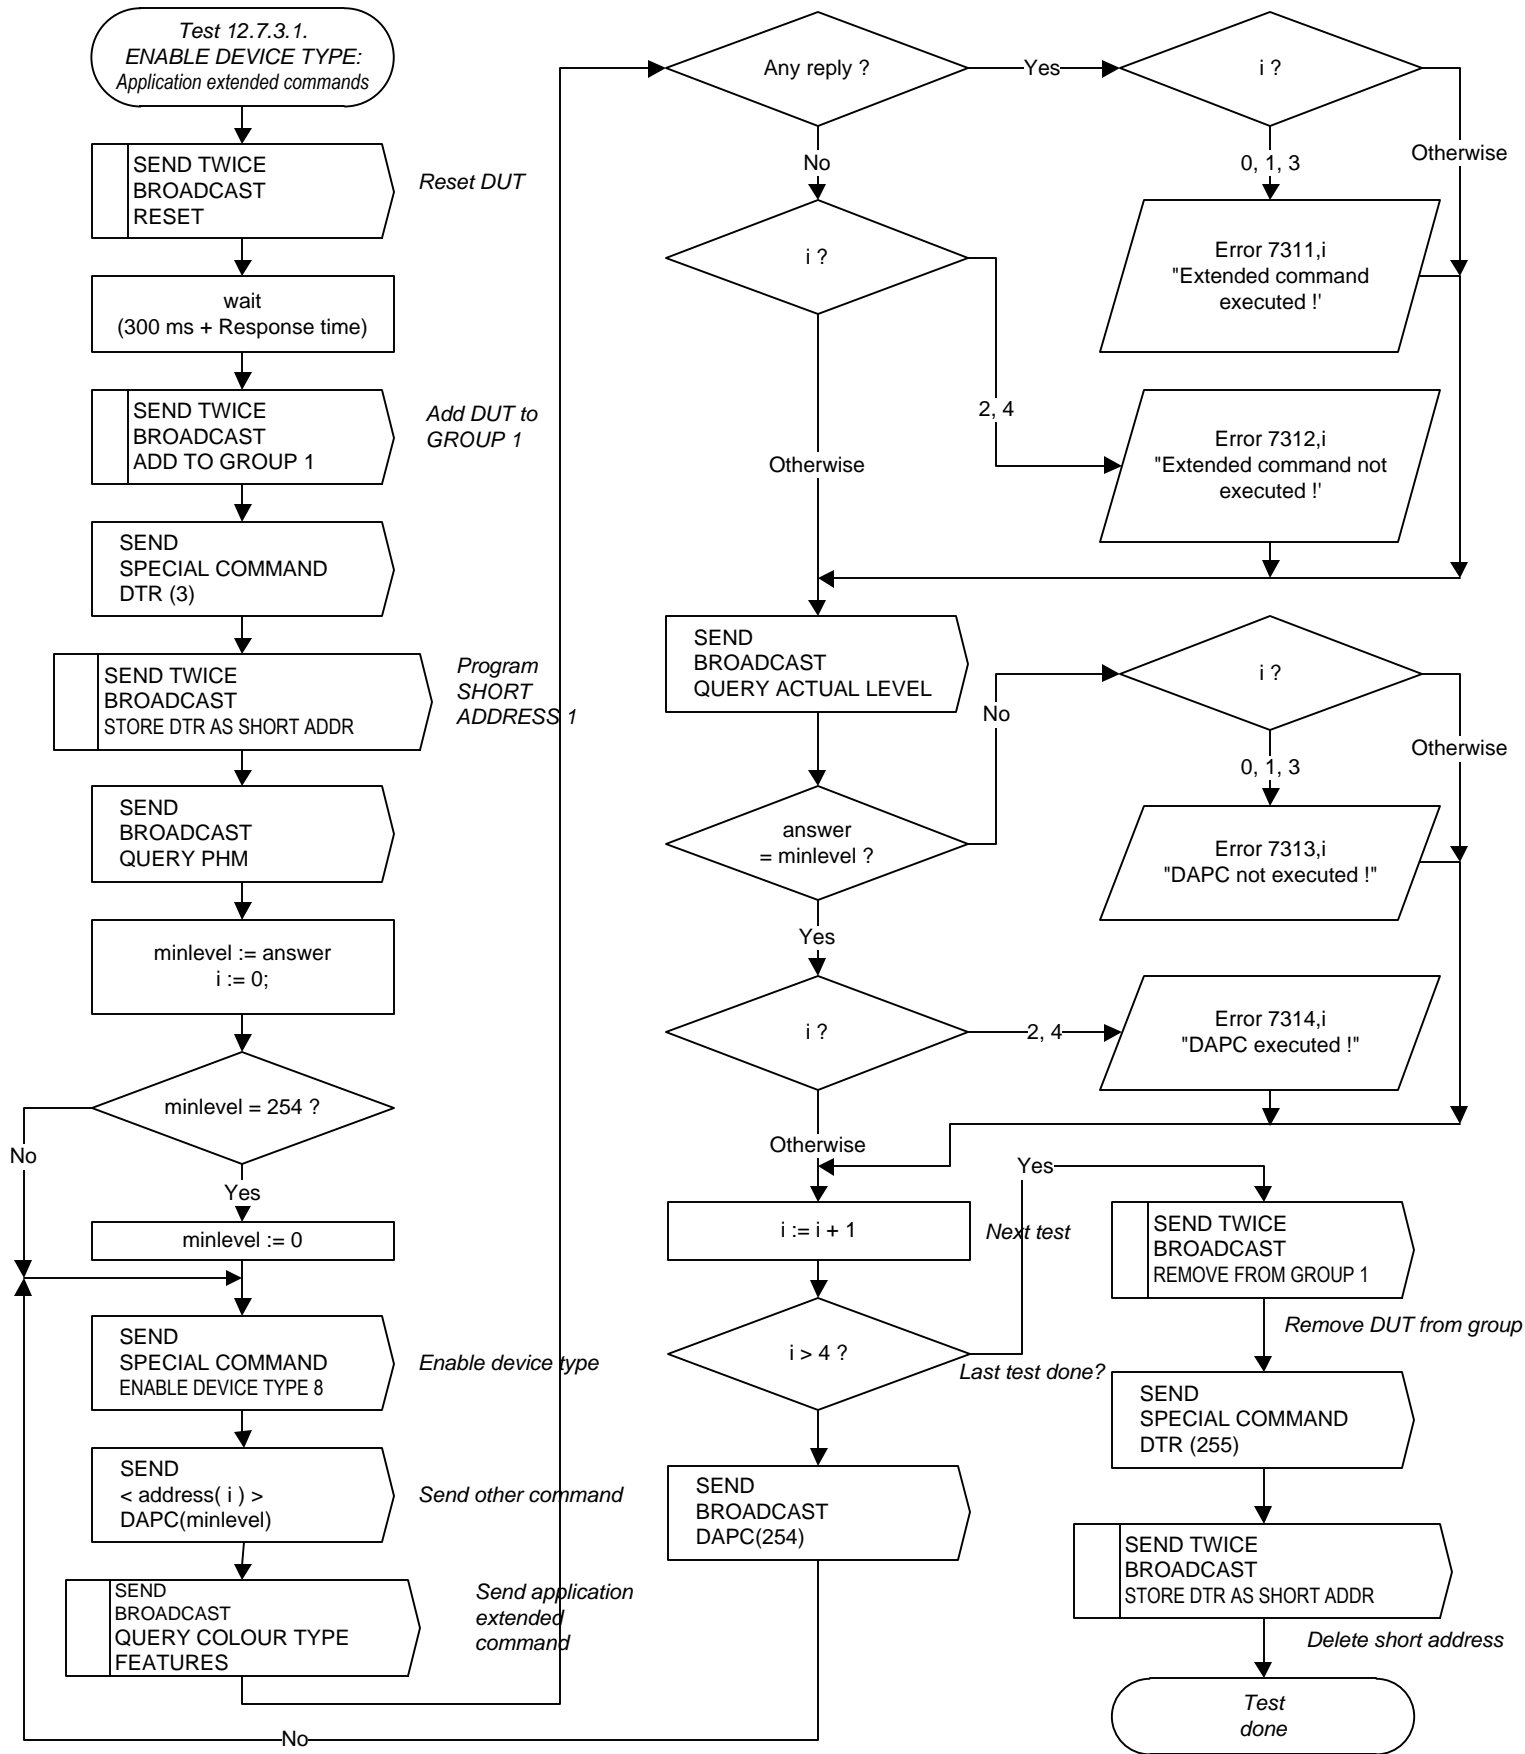 Test 12.7.3.1.
ENABLE DEVICE TYPE:
Application extended commands
SEND TWICE
BROADCAST
RESET
Reset DUT
wait
(300 ms + Response time)
SEND TWICE
BROADCAST
ADD TO GROUP 1
Add DUT to
GROUP 1
SEND
SPECIAL COMMAND
DTR (3)
SEND TWICE
BROADCAST
STORE DTR AS SHORT ADDR
Program
SHORT
ADDRESS 1
SEND
BROADCAST
QUERY PHM
minlevel := answer
i := 0;
minlevel = 254 ?
No
Yes
minlevel := 0
SEND
SPECIAL COMMAND
ENABLE DEVICE TYPE 8
Enable device type
SEND
< address( i ) >
DAPC(minlevel)
Send other command
SEND
BROADCAST
QUERY COLOUR TYPE
FEATURES
Send application
extended
command
Any reply ?
Yes
i ?
No
0, 1, 3
Otherwise
i ?
Error 7311,i
"Extended command
executed !'
2, 4
Otherwise
Error 7312,i
"Extended command not
executed !'
SEND
BROADCAST
QUERY ACTUAL LEVEL
No
i ?
0, 1, 3
Otherwise
answer
= minlevel ?
Error 7313,i
"DAPC not executed !"
Yes
i ?
2, 4
Error 7314,i
"DAPC executed !"
Otherwise
i := i + 1
Next test
i > 4 ?
Last test done?
Yes
SEND
BROADCAST
DAPC(254)
No
SEND TWICE
BROADCAST
REMOVE FROM GROUP 1
Remove DUT from group
SEND
SPECIAL COMMAND
DTR (255)
SEND TWICE
BROADCAST
STORE DTR AS SHORT ADDR
Delete short address
Test
done